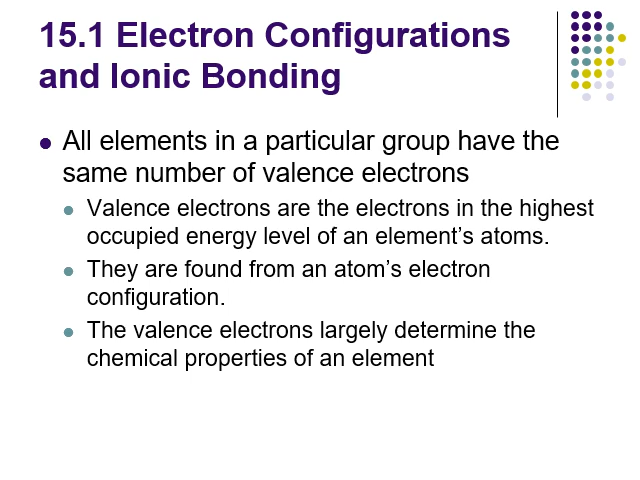 15.1 Electron Configurations
and Ionic Bonding
All elements in a particular group have the
same number of valence electrons
Valence electrons are the electrons in the highest
occupied energy level of an element's atoms.
They are found from an atom's electron
configuration.
The valence electrons largely determine the
chemical properties of an element